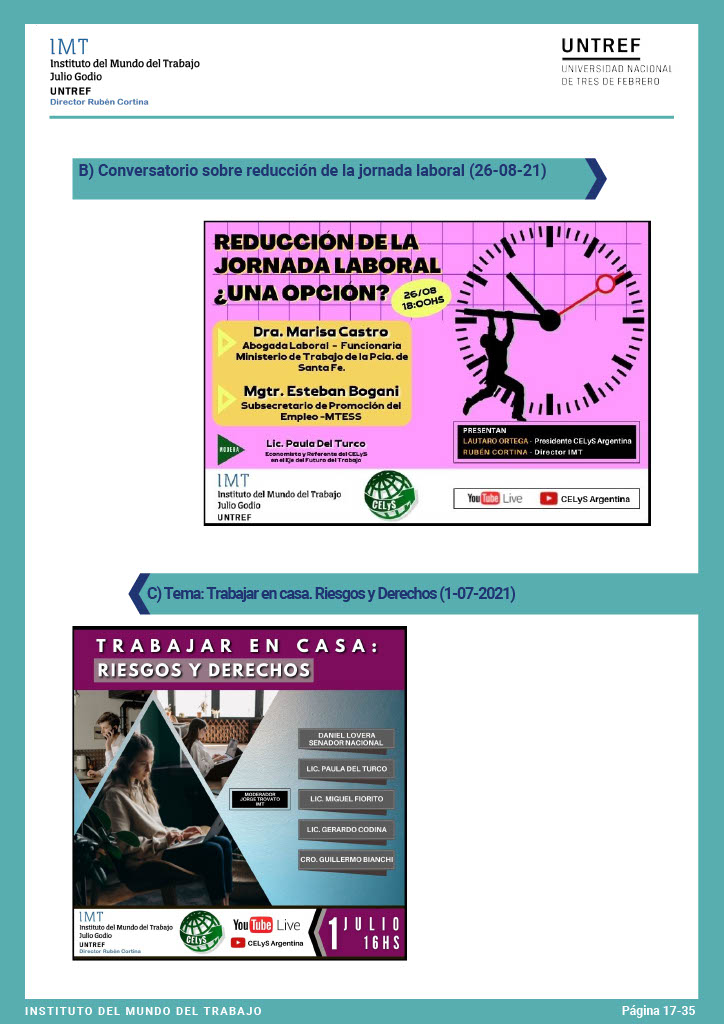 IMT
Instituto del Mundo del Trabajo
Julio Godio
UNTREF
Director Rubén Cortina
UNTREF
UNIVERSIDAD NACIONAL
DE TRES DE FEBRERO
B) Conversatorio sobre reducción de la jornada laboral (26-08-21)
REDUCCIÓN DE LA
JORNADA LABORAL
¿UNA OPCIÓN?
26/08
18:00HS
Dra. Marisa Castro
Abogada Laboral - Funcionaria
Ministerio de Trabajo de la Pcia. de
Santa Fe.
Mgtr. Esteban Bogani
Subsecretario de Promoción del
Empleo -MTESS
MODERA
Lic. Paula Del Turco
Economista y Referente del CELyS
en el Eje del Futuro del Trabajo
PRESENTAN
LAUTARO ORTEGA - Presidente CELyS Argentina
RUBÉN CORTINA - Director IMT
IMT
Instituto del Mundo del Trabajo
Julio Godio
UNTREF
CELyS
YouTube Live
CELyS Argentina
C) Tema: Trabajar en casa. Riesgos y Derechos (1-07-2021)
TRABAJAR EN CASA:
RIESGOS Y DERECHOS
DANIEL LOVERA
SENADOR NACIONAL
LIC. PAULA DEL TURCO
MODERADOR
JORGE TROVATO
IMT
LIC. MIGUEL FIORITO
LIC. GERARDO CODINA
CRO. GUILLERMO BIANCHI
IMT
Instituto del Mundo del Trabajo
Julio Godio
UNTREF
Director Rubén Cortina
CELyS
YouTube Live
CELyS Argentina
1 JULIO
16HS
INSTITUTO DEL MUNDO DEL TRABAJO
Página 17-35